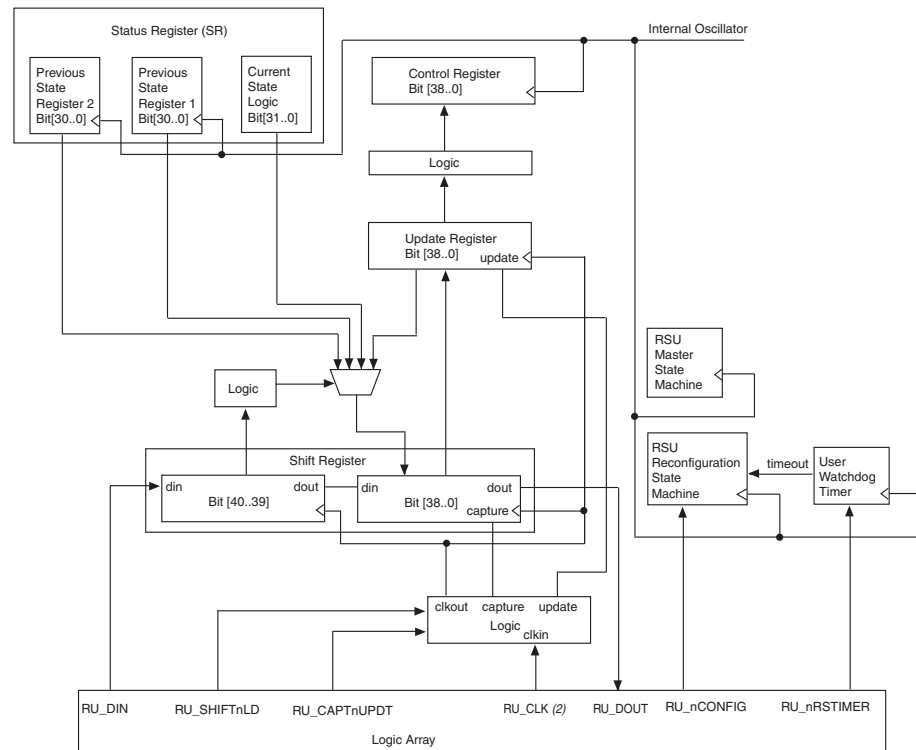 Status Register (SR)
Internal Oscillator
Previous
State
Register 2
Bit[30..0]
Previous
State
Register 1
Bit[30..0]
Current
State
Logic
Bit[31..0]
Control Register
Bit [38..0]
Logic
Update Register
Bit [38..0]
update
RSU
Master
State
Machine
Logic
Shift Register
din
dout
Bit [40..39]
din
dout
Bit [38..0]
capture
RSU
Reconfiguration
State
Machine
timeout
User
Watchdog
Timer
clkout
capture
update
Logic
clkin
RU_DIN
RU_SHIFTnLD
RU_CAPTnUPDT
RU_CLK (2)
RU_DOUT
RU_nCONFIG
RU_nRSTIMER
Logic Array